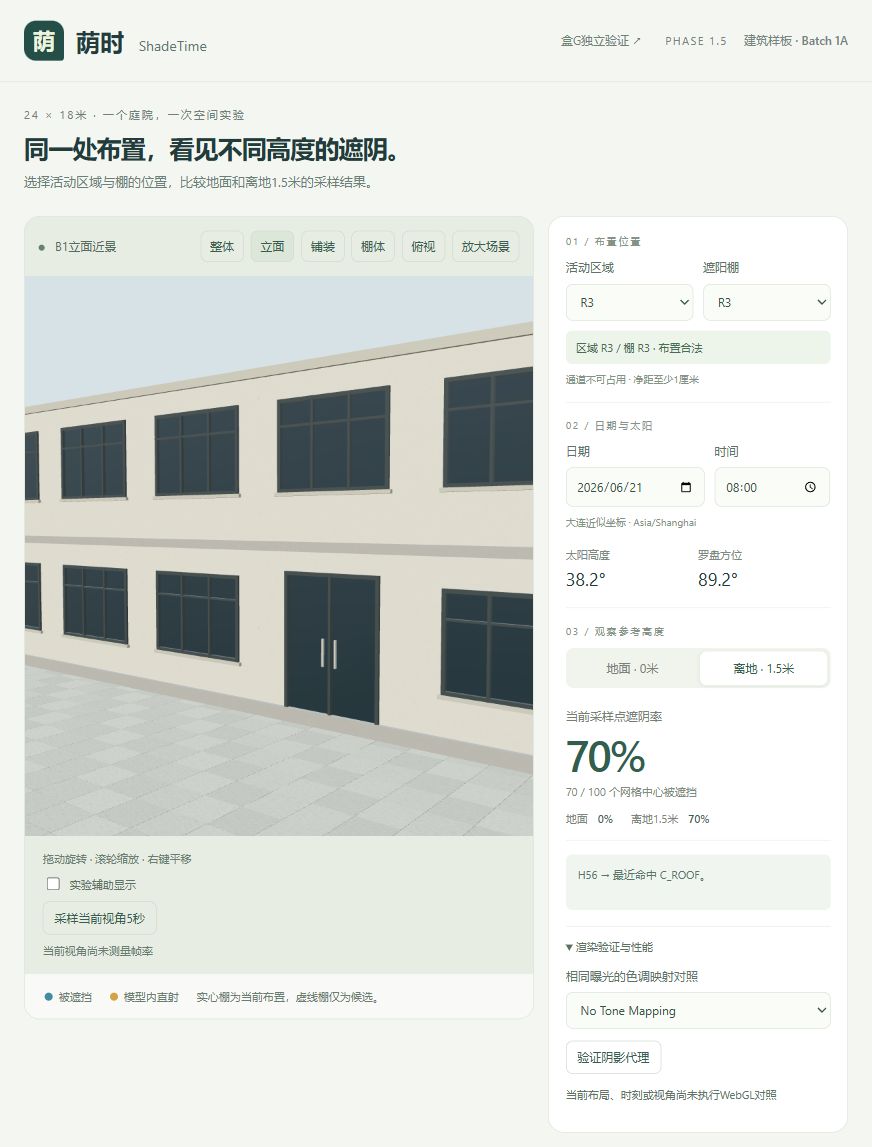 荫 荫时 ShadeTime
盒G独立验证 ↗ PHASE 1.5 建筑样板 · Batch 1A
24 × 18米 · 一个庭院，一次空间实验
同一处布置，看见不同高度的遮阴。
选择活动区域与棚的位置，比较地面和离地1.5米的采样结果。
B1立面近景 整体 立面 铺装 棚体 俯视 放大场景
拖动旋转 · 滚轮缩放 · 右键平移
实验辅助显示
采样当前视角5秒
当前视角尚未测量帧率
被遮挡 模型内直射 实心棚为当前布置，虚线棚仅为候选。
01 / 布置位置
活动区域 遮阳棚
R3 R3
区域 R3 / 棚 R3 · 布置合法
通道不可占用 · 净距至少1厘米
02 / 日期与太阳
日期 时间
2026/06/21 08:00
大连近似坐标 · Asia/Shanghai
太阳高度 罗盘方位
38.2° 89.2°
03 / 观察参考高度
地面 · 0米 离地 · 1.5米
当前采样点遮阴率
70%
70 / 100 个网格中心被遮挡
地面 0% 离地1.5米 70%
H56 → 最近命中 C_ROOF。
▼渲染验证与性能
相同曝光的色调映射对照
No Tone Mapping
验证阴影代理
当前布局、时刻或视角尚未执行WebGL对照